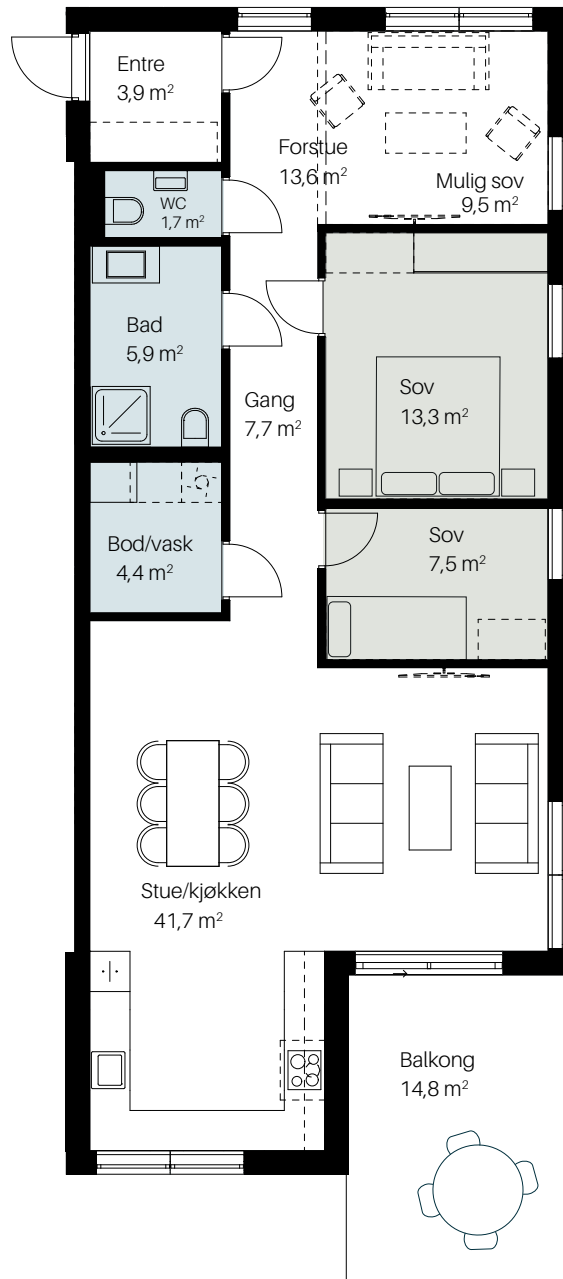 Entre
3,9 m²
Forstue
13,6 m²
Mulig sov
9,5 m²
WC
1,7 m²
Bad
5,9 m²
Gang
7,7 m²
Sov
13,3 m²
Bod/vask
4,4 m²
Sov
7,5 m²
Stue/kjøkken
41,7 m²
Balkong
14,8 m²